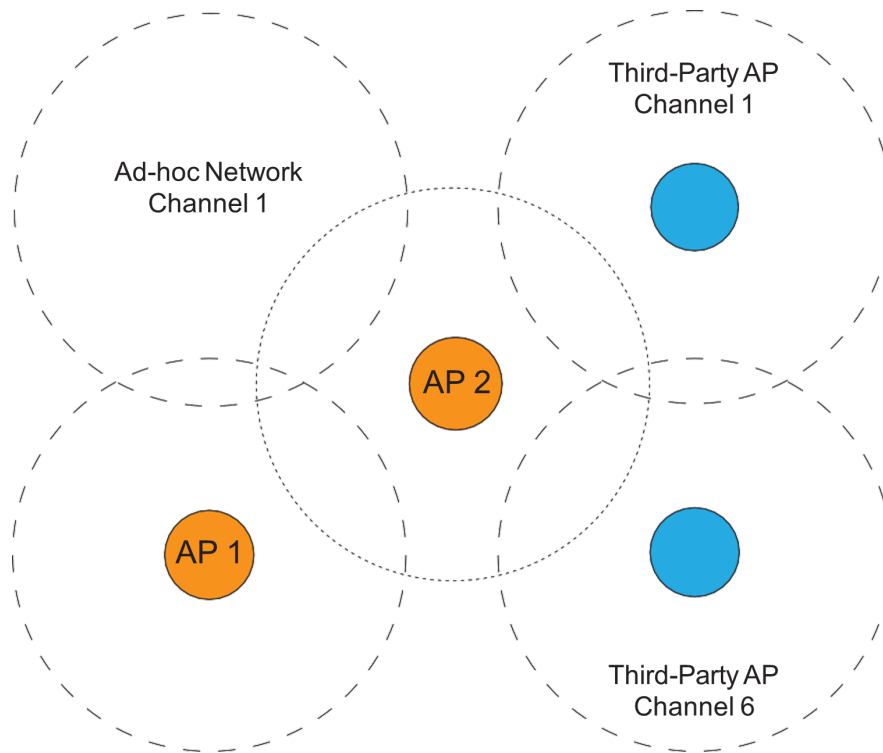 Third-Party AP
Channel 1
Ad-hoc Network
Channel 1
AP 2
AP 1
Third-Party AP
Channel 6